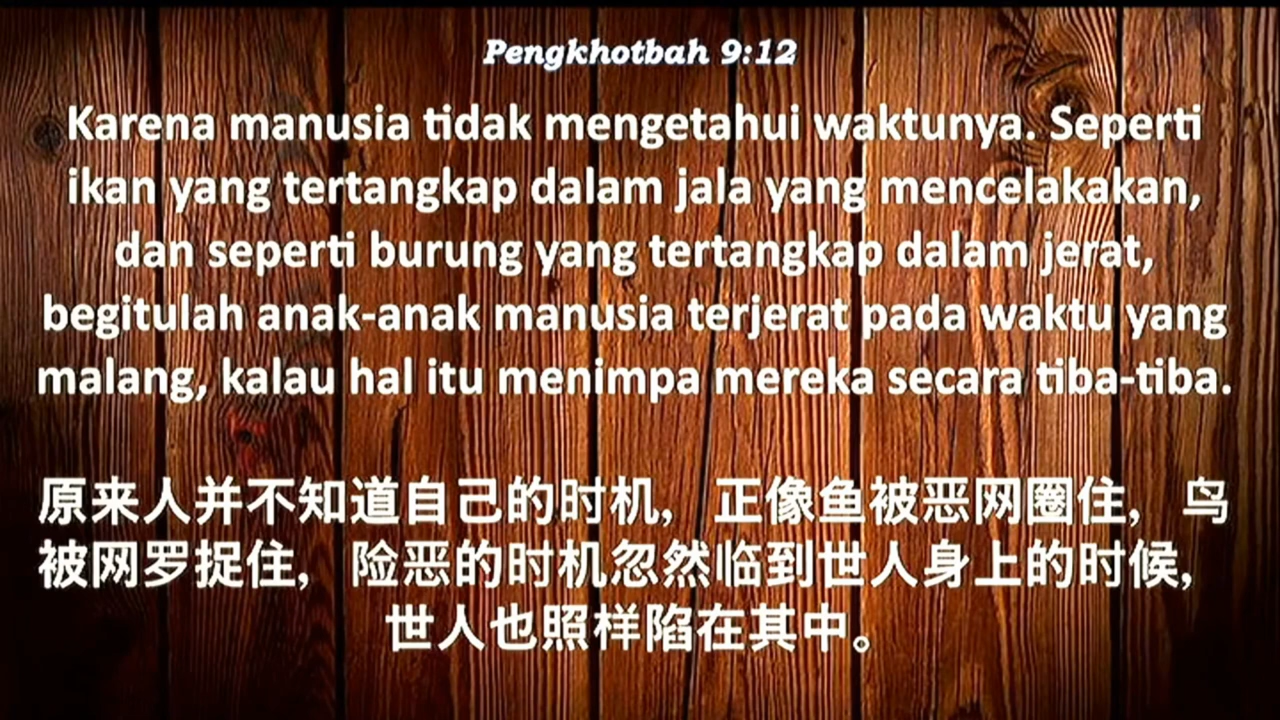 Pengkhotbah 9:12
Karena manusia tidak mengetahui waktunya. Seperti
ikan yang tertangkap dalam jala yang mencelakakan,
dan seperti burung yang tertangkap dalam jerat,
begitulah anak-anak manusia terjerat pada waktu yang
malang, kalau hal itu menimpa mereka secara tiba-tiba.
原来人并不知道自己的时机，正像鱼被恶网圈住，鸟
被网罗捉住，险恶的时机忽然临到世人身上的时候，
世人也照样陷在其中。